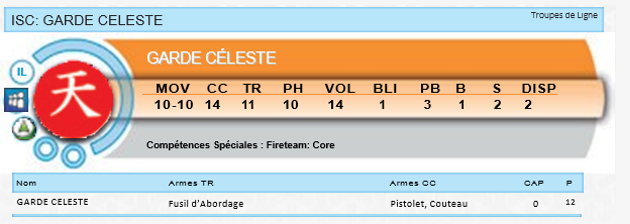 ISC: GARDE CELESTE
Troupes de Ligne
GARDE CÉLESTE
IL
天
MOV CC TR PH VOL BLI PB B S DISP
10-10 14 11 10 14 1 3 1 2 2
Compétences Spéciales : Fireteam: Core
Nom Armes TR Armes CC CAP P
GARDE CELESTE Fusil d'Abordage Pistolet, Couteau 0 12